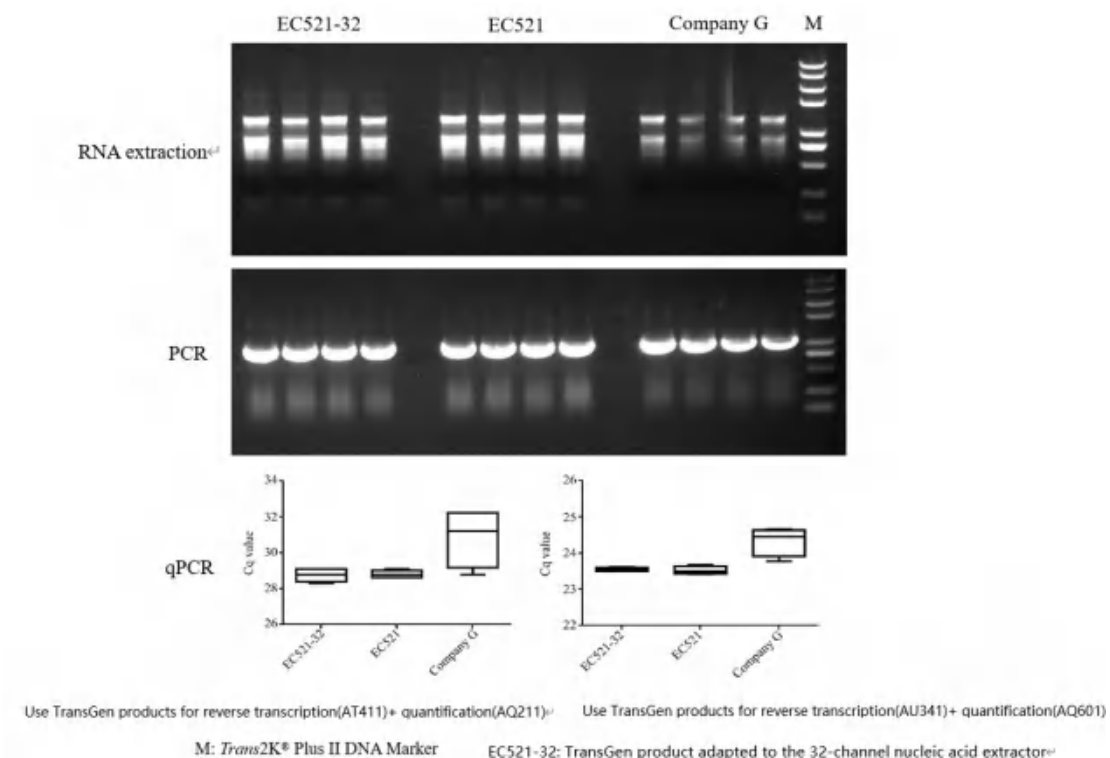 EC521-32 EC521 Company G M
RNA extraction↵
PCR
qPCR
Cq value
34
32
30
28
26
EC521-32
EC521
Company G
Cq value
26
25
24
23
22
EC521-32
EC521
Company G
Use TransGen products for reverse transcription(AT411)+ quantification(AQ211)↵
Use TransGen products for reverse transcription(AU341)+ quantification(AQ601)
M: Trans2K® Plus II DNA Marker
EC521-32: TransGen product adapted to the 32-channel nucleic acid extractor↵